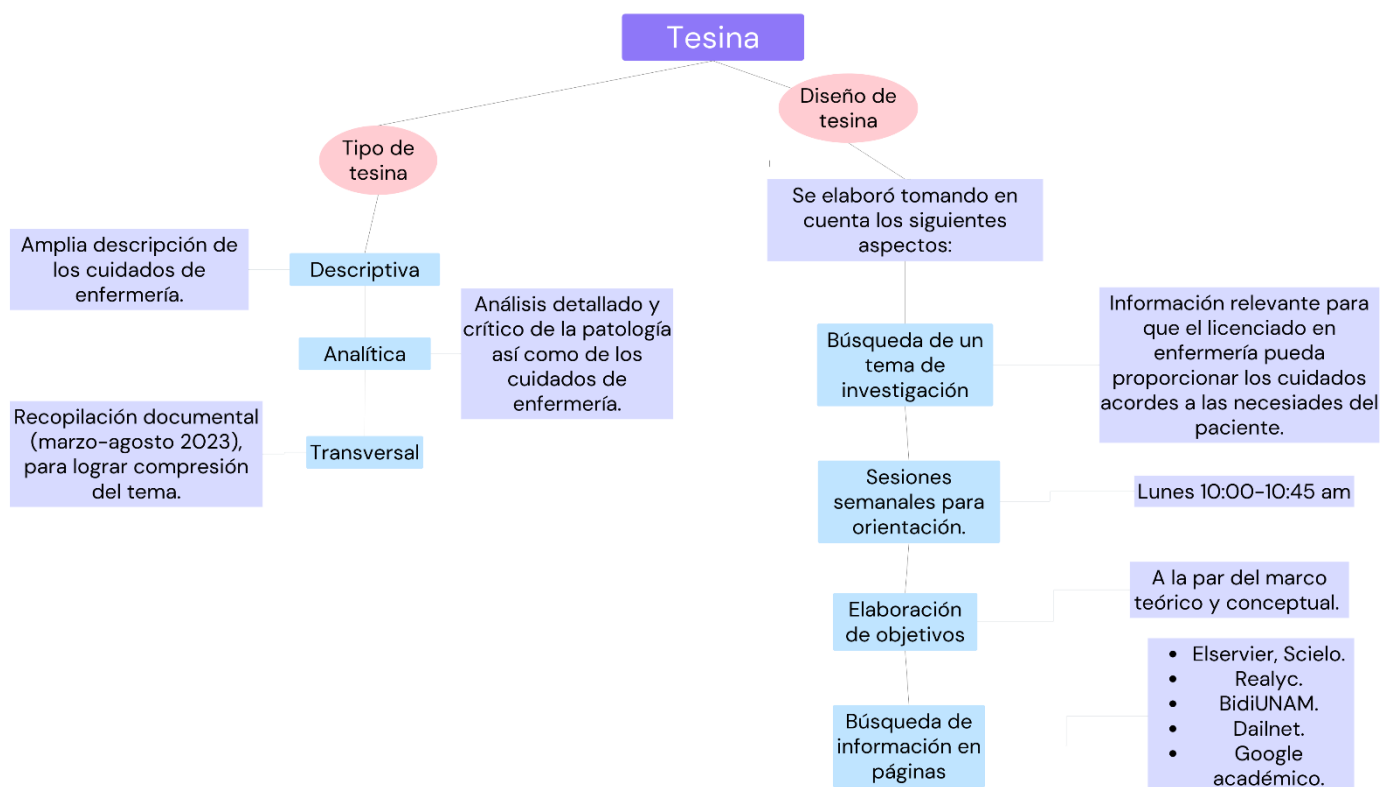 Tesina
Tipo de
tesina
Descriptiva
Amplia descripción de
los cuidados de
enfermería.
Analítica
Análisis detallado y
crítico de la patología
así como de los
cuidados de
enfermería.
Transversal
Recopilación documental
(marzo-agosto 2023),
para lograr compresión
del tema.
Diseño de
tesina
Se elaboró tomando en
cuenta los siguientes
aspectos:
Búsqueda de un
tema de
investigación
Información relevante para
que el licenciado en
enfermería pueda
proporcionar los cuidados
acordes a las necesiades del
paciente.
Sesiones
semanales para
orientación.
Lunes 10:00-10:45 am
Elaboración
de objetivos
A la par del marco
teórico y conceptual.
Búsqueda de
información en
páginas
• Elservier, Scielo.
• Realyc.
• BidiUNAM.
• Dailnet.
• Google
académico.